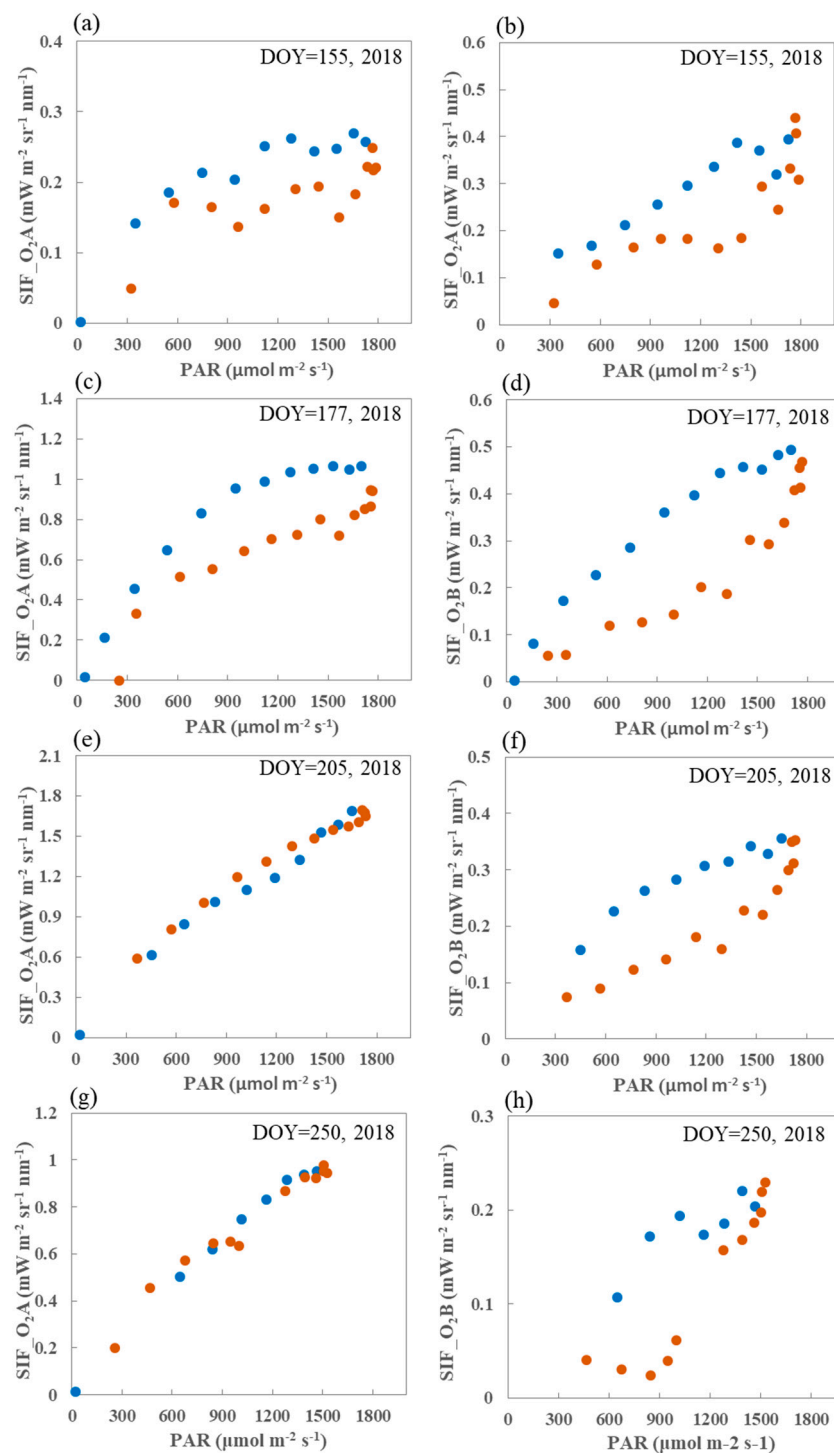 (a)
DOY=155, 2018
SIF_O₂A (mW m⁻² sr⁻¹ nm⁻¹)
0.4
0.3
0.2
0.1
0
0 300 600 900 1200 1500 1800
PAR (μmol m⁻² s⁻¹)
(b)
DOY=155, 2018
SIF_O₂A (mW m⁻² sr⁻¹ nm⁻¹)
0.6
0.5
0.4
0.3
0.2
0.1
0
0 300 600 900 1200 1500 1800
PAR (μmol m⁻² s⁻¹)
(c)
DOY=177, 2018
SIF_O₂A (mW m⁻² sr⁻¹ nm⁻¹)
1.4
1.2
1
0.8
0.6
0.4
0.2
0
0 300 600 900 1200 1500 1800
PAR (μmol m⁻² s⁻¹)
(d)
DOY=177, 2018
SIF_O₂B (mW m⁻² sr⁻¹ nm⁻¹)
0.6
0.5
0.4
0.3
0.2
0.1
0
0 300 600 900 1200 1500 1800
PAR (μmol m⁻² s⁻¹)
(e)
DOY=205, 2018
SIF_O₂A (mW m⁻² sr⁻¹ nm⁻¹)
2.1
1.8
1.5
1.2
0.9
0.6
0.3
0
0 300 600 900 1200 1500 1800
PAR (μmol m⁻² s⁻¹)
(f)
DOY=205, 2018
SIF_O₂B (mW m⁻² sr⁻¹ nm⁻¹)
0.5
0.4
0.3
0.2
0.1
0
0 300 600 900 1200 1500 1800
PAR (μmol m⁻² s⁻¹)
(g)
DOY=250, 2018
SIF_O₂A (mW m⁻² sr⁻¹ nm⁻¹)
1.2
1
0.8
0.6
0.4
0.2
0
0 300 600 900 1200 1500 1800
PAR (μmol m⁻² s⁻¹)
(h)
DOY=250, 2018
SIF_O₂B (mW m⁻² sr⁻¹ nm⁻¹)
0.3
0.2
0.1
0
0 300 600 900 1200 1500 1800
PAR (μmol m-2 s-1)